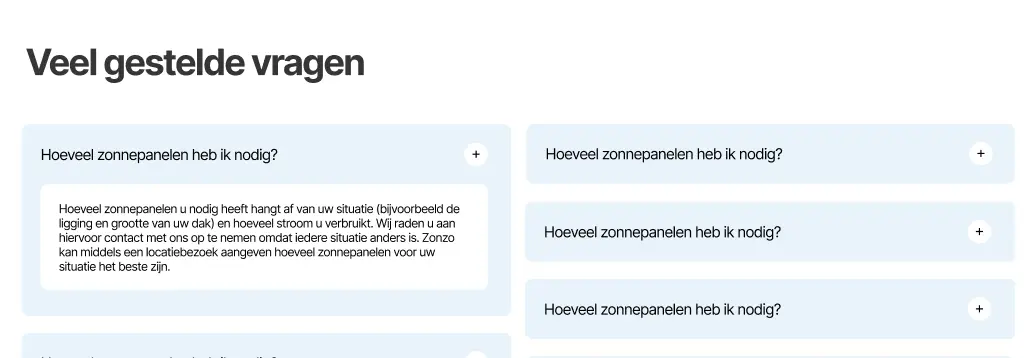 Veel gestelde vragen
Hoeveel zonnepanelen heb ik nodig?
+
Hoeveel zonnepanelen u nodig heeft hangt af van uw situatie (bijvoorbeeld de
ligging en grootte van uw dak) en hoeveel stroom u verbruikt. Wij raden u aan
hiervoor contact met ons op te nemen omdat iedere situatie anders is. Zonzo
kan middels een locatiebezoek aangeven hoeveel zonnepanelen voor uw
situatie het beste zijn.
Hoeveel zonnepanelen heb ik nodig?
+
Hoeveel zonnepanelen heb ik nodig?
+
Hoeveel zonnepanelen heb ik nodig?
+